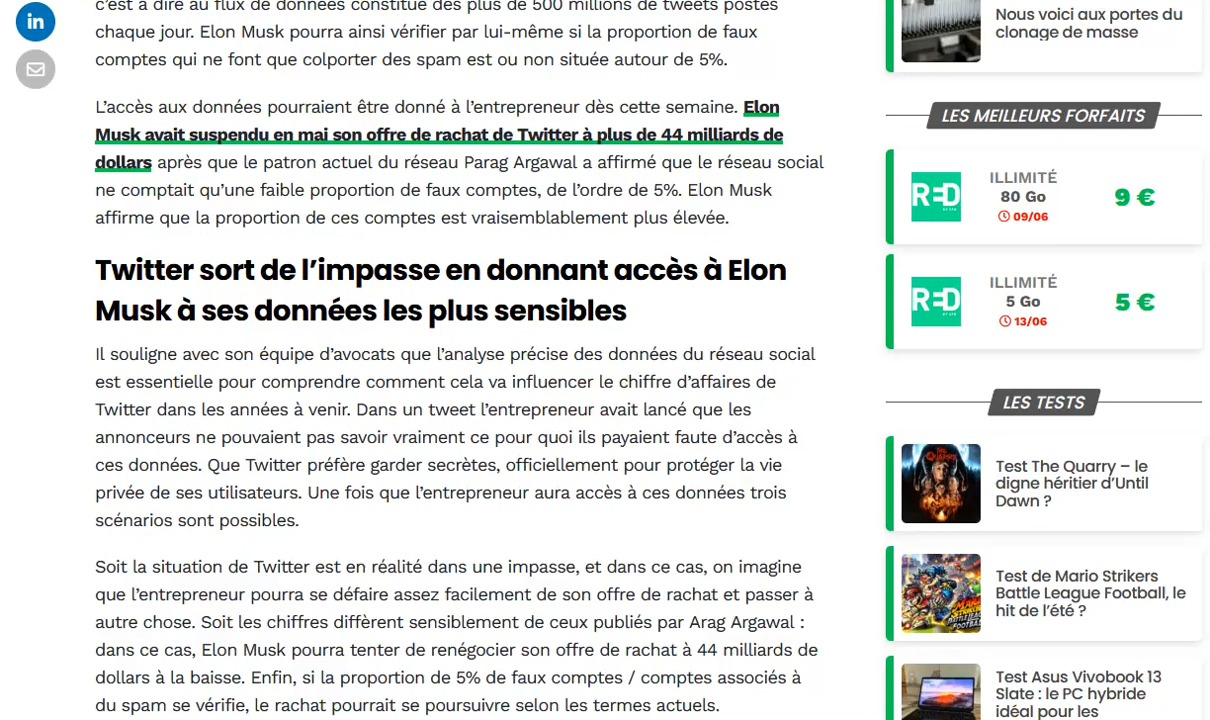 c’est à dire au flux de données constitué des plus de 500 millions de tweets postés
chaque jour. Elon Musk pourra ainsi vérifier par lui-même si la proportion de faux
comptes qui ne font que colporter des spam est ou non située autour de 5%.
L’accès aux données pourraient être donné à l’entrepreneur dès cette semaine. Elon
Musk avait suspendu en mai son offre de rachat de Twitter à plus de 44 milliards de
dollars après que le patron actuel du réseau Parag Argawal a affirmé que le réseau social
ne comptait qu’une faible proportion de faux comptes, de l’ordre de 5%. Elon Musk
affirme que la proportion de ces comptes est vraisemblablement plus élevée.
Twitter sort de l’impasse en donnant accès à Elon
Musk à ses données les plus sensibles
Il souligne avec son équipe d’avocats que l’analyse précise des données du réseau social
est essentielle pour comprendre comment cela va influencer le chiffre d’affaires de
Twitter dans les années à venir. Dans un tweet l’entrepreneur avait lancé que les
annonceurs ne pouvaient pas savoir vraiment ce pour quoi ils payaient faute d’accès à
ces données. Que Twitter préfère garder secrètes, officiellement pour protéger la vie
privée de ses utilisateurs. Une fois que l’entrepreneur aura accès à ces données trois
scénarios sont possibles.
Soit la situation de Twitter est en réalité dans une impasse, et dans ce cas, on imagine
que l’entrepreneur pourra se défaire assez facilement de son offre de rachat et passer à
autre chose. Soit les chiffres diffèrent sensiblement de ceux publiés par Arag Argawal :
dans ce cas, Elon Musk pourra tenter de renégocier son offre de rachat à 44 milliards de
dollars à la baisse. Enfin, si la proportion de 5% de faux comptes / comptes associés à
du spam se vérifie, le rachat pourrait se poursuivre selon les termes actuels.
in
Nous voici aux portes du
clonage de masse
LES MEILLEURS FORFAITS
RED
ILLIMITÉ
80 Go
09/06
9 €
RED
ILLIMITÉ
5 Go
13/06
5 €
LES TESTS
Test The Quarry – le
digne héritier d’Until
Dawn ?
Test de Mario Strikers
Battle League Football, le
hit de l’été ?
Test Asus Vivobook 13
Slate : le PC hybride
idéal pour les